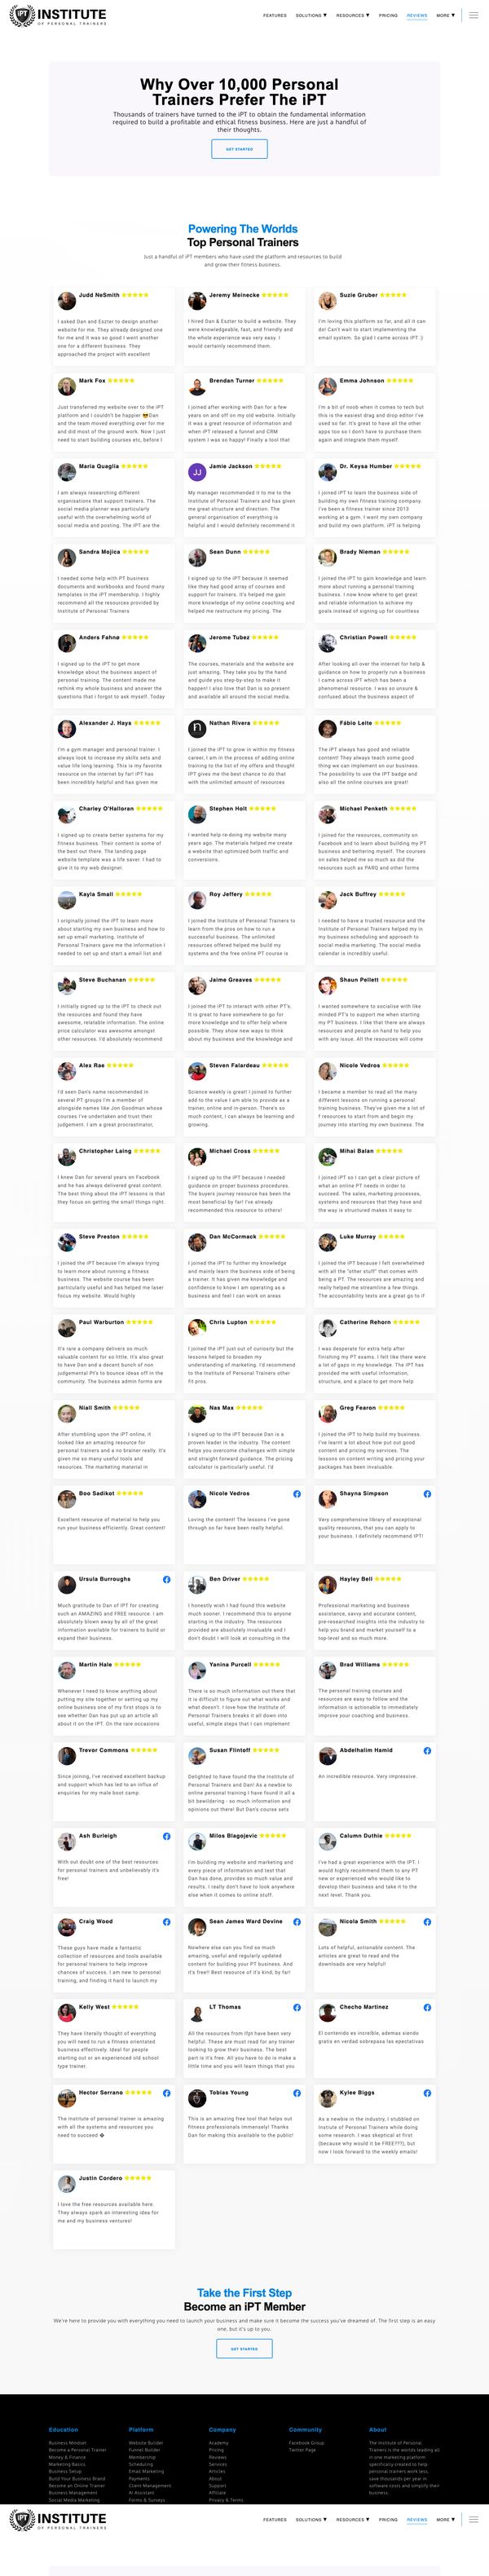 INSTITUTE
OF PERSONAL TRAINERS
FEATURES SOLUTIONS ▼ RESOURCES ▼ PRICING REVIEWS MORE ▼
Why Over 10,000 Personal
Trainers Prefer The iPT
Thousands of trainers have turned to the iPT to obtain the fundamental information
required to build a profitable and ethical fitness business. Here are just a handful of
their thoughts.
GET STARTED
Powering The Worlds
Top Personal Trainers
Just a handful of iPT members who have used the platform and resources to build
and grow their fitness business.
Judd NeSmith
I asked Dan and Eszter to design another
website for me. They already designed one
for me and it was so good I went another
one for a different business. They
approached the project with excellent
Jeremy Meinecke
I hired Dan & Eszter to build a website. They
were knowledgeable, fast, and friendly and
the whole experience was very easy. I
would certainly recommend them.
Suzie Gruber
I'm loving this platform so far, and all it can
do! Can't wait to start implementing the
email system. So glad I came across IPT :)
Mark Fox
Just transferred my website over to the iPT
platform and I couldn't be happier 😎Dan
and the team moved everything over for me
and did most of the ground work. Now I just
need to start building courses etc, before I
Brendan Turner
I joined after working with Dan for a few
years on and off on my website. Initially
it was a great resource of information and
when iPT released a funnel and CRM
system I was so happy! Finally a tool that
Emma Johnson
I'm a bit of noob when it comes to tech but
this is the easiest drag and drop editor I've
used so far. It's great to have all the other
apps too so I don't have to purchase them
again and integrate them myself.
Maria Quaglia
I am always researching different
organisations that support trainers. The
social media planner was particularly
useful with the overwhelming world of
social media and posting. The iPT are the
JJ
Jamie Jackson
My manager recommended it to me to the
Institute of Personal Trainers and has given
me great structure and direction. The
general organisation of everything is
helpful and I would definitely recommend it
Dr. Keysa Humber
I joined iPT to learn the business side of
building my own fitness training company.
I've been a fitness trainer since 2013
working at a gym. I want my own company
and build my own platform. iPT is helping
Sandra Mojica
I needed some help with PT business
documents and workbooks and found many
templates in the iPT membership. I highly
recommend all the resources provided by
Institute of Personal Trainers
Sean Dunn
I signed up to the iPT because it seemed
like they had good array of courses and
support for trainers. It's helped me gain
more knowledge and my online coaching and
helped me restructure my pricing. The
Brady Nieman
I joined the iPT to gain knowledge and learn
more about running a personal training
business. I now know where to get great
and reliable information to achieve my
goals instead of signing up for countless
Anders Fahnø
I signed up to the iPT to get more
knowledge about the business aspect of
personal training. The content made me
rethink my whole business and answer the
questions that I forgot to ask myself. Today
Jerome Tubez
The courses, materials and the website are
just amazing. They take you by the hand
and guide you step-by-step to make it
happen! I also love that Dan is so present
and available all around the social media.
Christian Powell
After looking all over the internet for help &
guidance on how to properly run a business
I came across iPT which has been a
phenomenal resource. I was so unsure &
confused about the business aspect of
Alexander J. Hays
I'm a gym manager and personal trainer. I
always look to increase my skills sets and
value life long learning. This is my favorite
resource on the internet by far! IPT has
been incredibly helpful and has given me
Nathan Rivera
I joined the iPT to grow in within my fitness
career, I am in the process of adding online
training to the list of my offers and thought
IPT gives me the best chance to do that
with the unlimited amount of resources
Fábio Leite
The iPT always has good and reliable
content! They always teach some good
thing we can implement on our business.
The possibility to use the IPT badge and
also all the online courses are great!
Charley O'Halloran
I signed up to create better systems for my
fitness business. Their content is some of
the best out there. The landing page
website template was a life saver. I had to
give it to my web designer.
Stephen Holt
I wanted help re-doing my website many
years ago. The materials helped me create
a website that optimized both traffic and
conversions.
Michael Penketh
I joined for the resources, community on
Facebook and to learn about building my PT
business and bettering myself. The courses
on sales helped me so much as did the
resources such as PARQ and other forms
Kayla Small
I originally joined the iPT to learn more
about starting my own business and how to
set up email marketing. Institute of
Personal Trainers gave me the information I
needed to set up and start a email list and
Roy Jeffery
I joined the Institute of Personal Trainers to
learn from the pros on how to run a
successful business. The unlimited
resources offered helped me build my
systems and the free online PT course is
Jack Buffrey
I needed to have a trusted resource and the
Institute of Personal Trainers helped my in
my business scheduling and approach to
social marketing. The social media
calendar is incredibly useful.
Steve Buchanan
I initially signed up to the iPT to check out
the resources and found they have
awesome, relatable information. The online
price calculator was awesome amongst
other resources. I'd absolutely recommend
Jaime Greaves
I joined the iPT to interact with other PT's.
It is great to have somewhere to go for
more knowledge and to offer help where
possible. They show new ways to think
about my business and the knowledge and
Shaun Pellett
I wanted somewhere to socialise with like
minded PT's to support me when starting
my PT business. I like that there are always
resources and people on hand to help you
with any issue. All the resources will come
Alex Rae
I'd seen Dan's name recommended in
several PT groups I'm a member of
alongside names like Jon Goodman whose
courses I've undertaken and trust their
judgement. I am a great procrastinater,
Steven Falardeau
Science weekly is great! I joined to further
add to the value I am able to provide as a
trainer, online and in-person. There's so
much content, I can always be learning and
growing.
Nicole Vedros
I became a member to read all the many
different lessons on running a personal
training business. They've given me a lot of
resources to start from and begin my
journey into starting my own business. The
Christopher Laing
I knew Dan for several years on Facebook
and he has always delivered great content.
The best thing about the iPT lessons is that
they focus on getting the small things right.
Michael Cross
I signed up to the iPT because I needed
guidance on proper business procedures.
The buyers journey resource has been the
most beneficial by far! I've already
recommended this resource to others!
Mihai Balan
I joined iPT so I can get a clear picture of
what an online PT needs in order to
succeed. The sales, marketing processes,
systems and resources that they have and
the way it is structured makes it easy to
Steve Preston
I joined the iPT because I'm always trying
to learn more about running a fitness
business. The website course has been
particularly useful and has helped me layer
focus my website. Would highly
Dan McCormack
I joined the iPT to further my knowledge
and mainly learn the business side of being
a trainer. It has given me knowledge and
confidence to know I am operating as a
business and feel I can work on areas
Luke Murray
I joined the iPT because I felt overwhelmed
with all the "other stuff" that comes with
being a PT. The resources are amazing and
really helped me streamline a few things.
The accountability texts are a great go to if
Paul Warburton
It's rare a company delivers so much
valuable content for so little. It's also great
to have Dan and a decent bunch of non
judgemental Pt's to bounce ideas off in the
community. The business admin forms are
Chris Lupton
I joined the iPT just out of curiosity but the
lessons helped to broaden my
understanding of marketing. I'd recommend
to the Institute of Personal Trainers other
fit pros.
Catherine Rehorn
I was desperate for extra help after
finishing my PT exams. I felt like there were
a lot of gaps in my knowledge. The iPT has
provided me with useful information,
structure, and a place to get more help
Niall Smith
After stumbling upon the iPT online, it
looked like an amazing resource for
personal trainers and a no brainer really. It's
given me so many useful tools and
resources. The marketing material in
Nas Max
I signed up to the iPT because Dan is a
proven leader in the industry. The content
helps you overcome challenges with simple
and straight forward guidance. The pricing
calculator is particularly useful. I'd
Greg Fearon
I joined the iPT to help build my business.
I've learnt a lot about how put out good
content and pricing my services. The
lessons on content writing and pricing your
packages has been invaluable.
Boo Sadikot
Excellent resource of material to help you
run your business efficiently. Great content!
Nicole Vedros
Loving the content! The lessons I've gone
through so far have been really helpful.
Shayna Simpson
Very comprehensive library of exceptional
quality resources, that you can apply to
your business. I definitely recommend IPT!
Ursula Burroughs
Much gratitude to Dan of IPT for creating
such an AMAZING and FREE resource. I am
absolutely blown away by all of the great
information available for trainers to build or
expand their business.
Ben Driver
I honestly wish I had found this website
much sooner. I recommend this to anyone
starting in the industry. The resources
provided are absolutely invaluable and I
don't doubt I will look at consulting in the
Hayley Bell
Professional marketing and business
assistance, savvy and accurate content,
pre-researched insights into the industry to
help you brand and market yourself to a
top-level and so much more.
Martin Hale
Whenever I need to know anything about
putting my site together or setting up my
online business one of my first stops is to
see whether Dan has put up an article all
about it on the IPT. On the rare occasions
Yanina Purcell
There is so much information out there that
it is difficult to figure out what works and
what doesn't. I love how the Institute of
Personal Trainers breaks it all down into
useful, simple steps that I can implement
Brad Williams
The personal training courses and
resources are easy to follow and the
information is actionable to immediately
improve your coaching and business.
Trevor Commons
Since joining, I've received excellent backup
and support which has led to an influx of
enquiries for my male boot camp.
Susan Flintoff
Delighted to have found the the Institute of
Personal Trainers and Dan! As a newbie to
online personal training I have found it all a
bit bewildering - so much information and
opinions out there! But Dan's course sets
Abdelhalim Hamid
An incredible resource. Very impressive.
Ash Burleigh
With out doubt one of the best resources
for personal trainers and unbelievably it's
free!
Milos Blagojevic
I'm building my website and marketing and
every piece of information and test that
Dan has done, provides so much value and
results. I really don't have to look anywhere
else when it comes to online stuff.
Calumn Duthie
I've had a great experience with the IPT. I
would highly recommend them to any PT
new or experienced who would like to
develop their business and take it to the
next level. Thank you.
Craig Wood
These guys have made a fantastic
collection of resources and tools available
for personal trainers to help improve
chances of success. I am new to personal
training, and finding it hard to launch my
Sean James Ward Devine
Nowhere else can you find so much
amazing, useful and regularly updated
content for building your PT business. And
it's free!! Best resource of it's kind, by far!
Nicola Smith
Lots of helpful, actionable content. The
articles are great to read and the
downloads are very helpful!
Kelly West
They have literally thought of everything
you will need to run a fitness orientated
business effectively. Ideal for people
starting out or an experienced old school
type trainer.
LT Thomas
All the resources from ifpt have been very
helpful. These are must read for any trainer
looking to grow their business. The best
part is it's free. All you have to do is make a
little time and you will learn things that you
Checho Martinez
El contenido es increíble, ademas siendo
gratis en verdad sobrepasas las epectativas
Hector Serrano
The institute of personal trainer is amazing
with all the systems and resources you
need to succeed �
Tobias Young
This is an amazing free tool that helps out
fitness professionals immensely! Thanks
Dan for making this available to the public!
Kylee Biggs
As a newbie in the industry, I stubbled on
Institute of Personal Trainers while doing
some research. I was skeptical at first
(because why would it be FREE???), but
now I look forward to the weekly emails!
Justin Cordero
I love the free resources available here.
They always spark an interesting idea for
me and my business ventures!
Take the First Step
Become an iPT Member
We're here to provide you with everything you need to launch your business and make sure it become the success you've dreamed of. The first step is an easy
one, but it's up to you.
GET STARTED
Education
Business Mindset
Become a Personal Trainer
Money & Finance
Marketing Basics
Business Setup
Build Your Business Brand
Become an Online Trainer
Business Management
Social Media Marketing
Platform
Website Builder
Funnel Builder
Membership
Scheduling
Email Marketing
Payments
Client Management
AI Assistant
Forms & Surveys
Company
Academy
Pricing
Reviews
Services
Articles
About
Support
Affiliate
Privacy & Terms
Community
Facebook Group
Twitter Page
About
The Institute of Personal
Trainers is the worlds leading all
in one marketing platform
specifically created to help
personal trainers work less,
save thousands per year in
software costs and simplify their
business.
INSTITUTE
OF PERSONAL TRAINERS
FEATURES SOLUTIONS ▼ RESOURCES ▼ PRICING REVIEWS MORE ▼